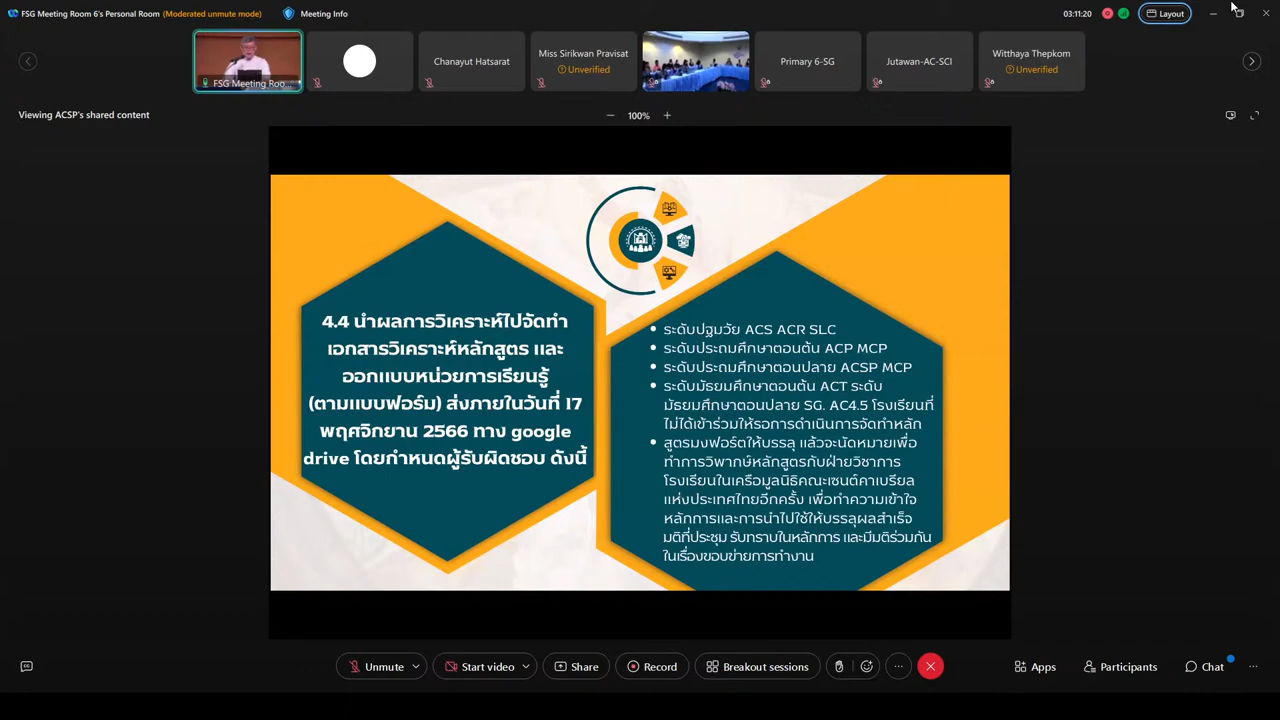 FSG Meeting Room 6's Personal Room (Moderated unmute mode) Meeting Info 03:11:20 Layout
FSG Meeting Roo...
Chanayut Hatsarat
Miss Sirikwan Pravisat
Unverified
Primary 6-SG
Jutawan-AC-SCI
Witthaya Thepkom
Unverified
Viewing ACSP's shared content
100%
4.4 นำผลการวิเคราะห์ไปจัดทำ
เอกสารวิเคราะห์หลักสูตร และ
ออกแบบหน่วยการเรียนรู้
(ตามแบบฟอร์ม) ส่งภายในวันที่ 17
พฤศจิกยาน 2566 ทาง google
drive โดยกำหนดผู้รับผิดชอบ ดังนี้
ระดับปฐมวัย ACS ACR SLC
ระดับประถมศึกษาตอนต้น ACP MCP
ระดับประถมศึกษาตอนปลาย ACSP MCP
ระดับมัธยมศึกษาตอนต้น ACT ระดับ
มัธยมศึกษาตอนปลาย SG. AC4.5 โรงเรียนที่
ไม่ได้เข้าร่วมให้รอการดำเนินการจัดทำหลัก
สูตรมงฟอร์ตให้บรรลุ แล้วจะนัดหมายเพื่อ
ทำการวิพากษ์หลักสูตรกับฝ่ายวิชาการ
โรงเรียนในเครือมูลนิธิคณะเซนต์คาเบรียล
แห่งประเทศไทยอีกครั้ง เพื่อทำความเข้าใจ
หลักการและการนำไปใช้ให้บรรลุผลสำเร็จ
มติที่ประชุม รับทราบในหลักการ และมีมติร่วมกัน
ในเรื่องขอบข่ายการทำงาน
Unmute Start video Share Record Breakout sessions Apps Participants Chat